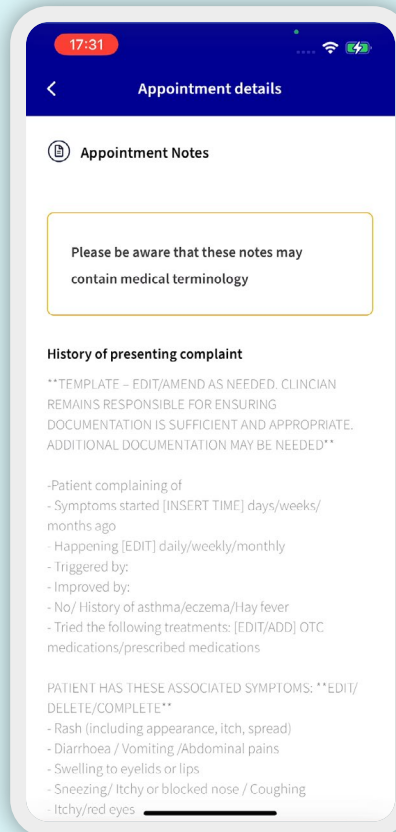 17:31
Appointment details
Appointment Notes
Please be aware that these notes may
contain medical terminology
History of presenting complaint
**TEMPLATE – EDIT/AMEND AS NEEDED. CLINCIAN
REMAINS RESPONSIBLE FOR ENSURING
DOCUMENTATION IS SUFFICIENT AND APPROPRIATE.
ADDITIONAL DOCUMENTATION MAY BE NEEDED**
-Patient complaining of
- Symptoms started [INSERT TIME] days/weeks/
months ago
- Happening [EDIT] daily/weekly/monthly
- Triggered by:
- Improved by:
- No/ History of asthma/eczema/Hay fever
- Tried the following treatments: [EDIT/ADD] OTC
medications/prescribed medications
PATIENT HAS THESE ASSOCIATED SYMPTOMS: **EDIT/
DELETE/COMPLETE**
- Rash (including appearance, itch, spread)
- Diarrhoea / Vomiting /Abdominal pains
- Swelling to eyelids or lips
- Sneezing/ Itchy or blocked nose / Coughing
- Itchy/red eyes